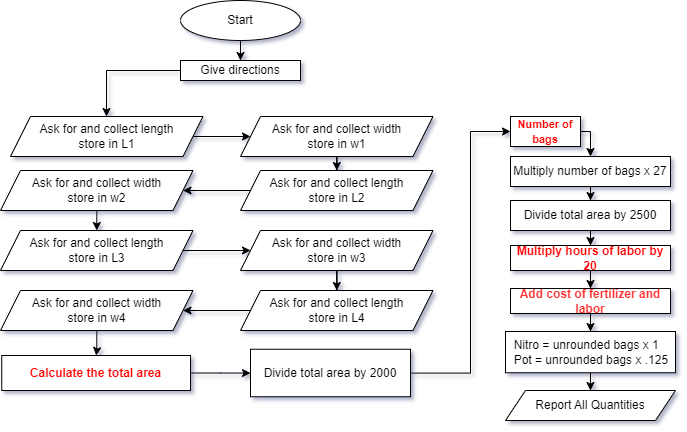 Start
Give directions
Ask for and collect length
store in L1
Ask for and collect width
store in w1
Ask for and collect length
store in L2
Ask for and collect width
store in w2
Ask for and collect length
store in L3
Ask for and collect width
store in w3
Ask for and collect length
store in L4
Ask for and collect width
store in w4
Calculate the total area
Divide total area by 2000
Number of
bags
Multiply number of bags x 27
Divide total area by 2500
Multiply hours of labor by
20
Add cost of fertilizer and
labor
Nitro = unrounded bags x 1
Pot = unrounded bags x .125
Report All Quantities